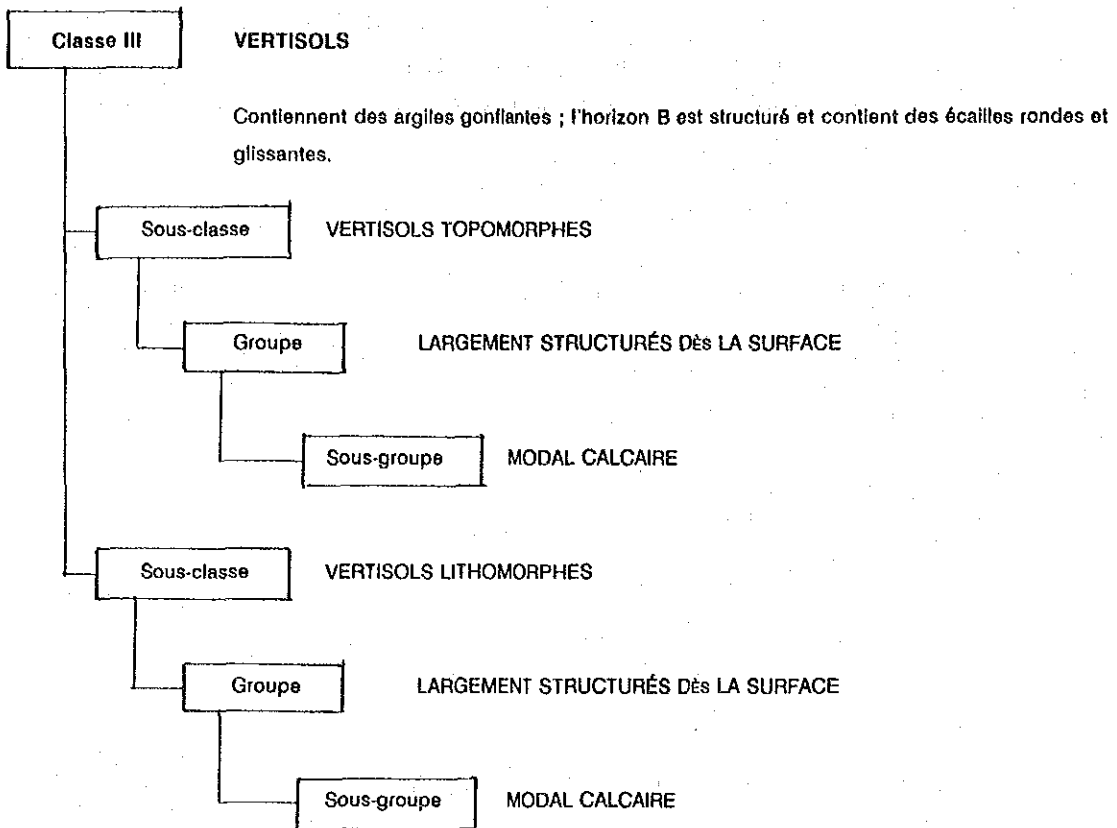 Classe III VERTISOLS
Contiennent des argiles gonflantes ; l'horizon B est structuré et contient des écailles rondes et
glissantes.
Sous-classe VERTISOLS TOPOMORPHES
Groupe LARGEMENT STRUCTURÉS Dès LA SURFACE
Sous-groupe MODAL CALCAIRE
Sous-classe VERTISOLS LITHOMORPHES
Groupe LARGEMENT STRUCTURÉS Dès LA SURFACE
Sous-groupe MODAL CALCAIRE